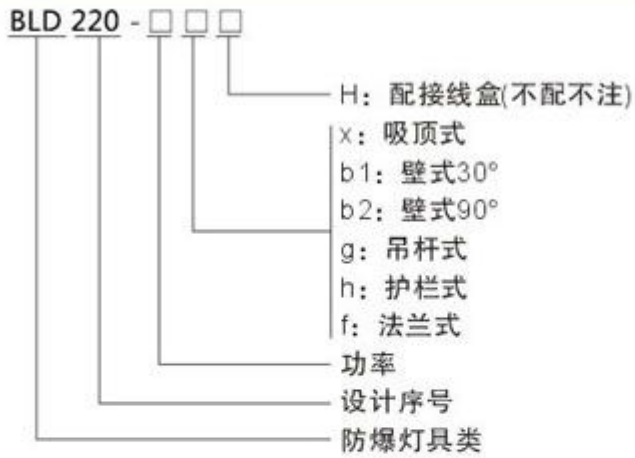 BLD 220 - □ □ □
H: 配接线盒(不配不注)
x: 吸顶式
b1: 壁式30°
b2: 壁式90°
g: 吊杆式
h: 护栏式
f: 法兰式
功率
设计序号
防爆灯具类